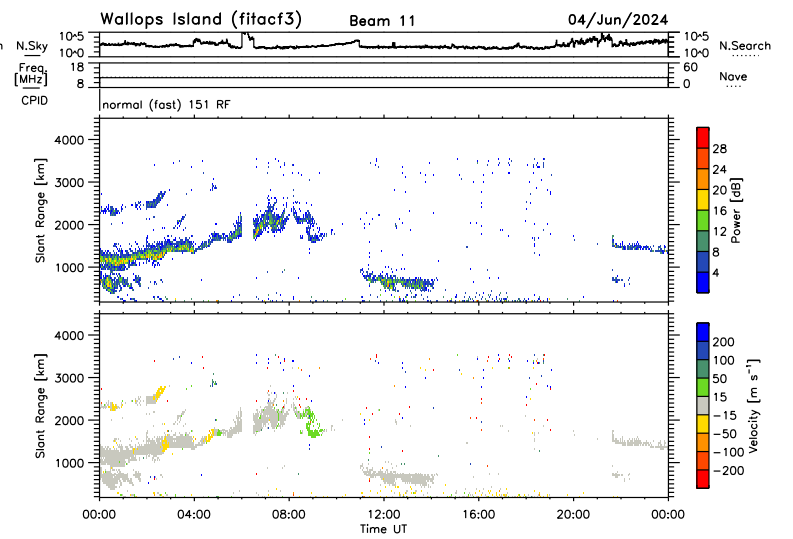 Wallops Island (fitacf3) Beam 11 04/Jun/2024
n N.Sky 10^5 10^5 N.Search
10^0 10^0
Freq. 18 60 Nave
[MHz] 8 0
CPID normal (fast) 151 RF
Slant Range [km]
4000
3000
2000
1000
28
24
20
16
12
8
4
Power [dB]
Slant Range [km]
4000
3000
2000
1000
200
100
50
15
-15
-50
-100
-200
Velocity [m s⁻¹]
00:00 04:00 08:00 12:00 16:00 20:00 00:00
Time UT